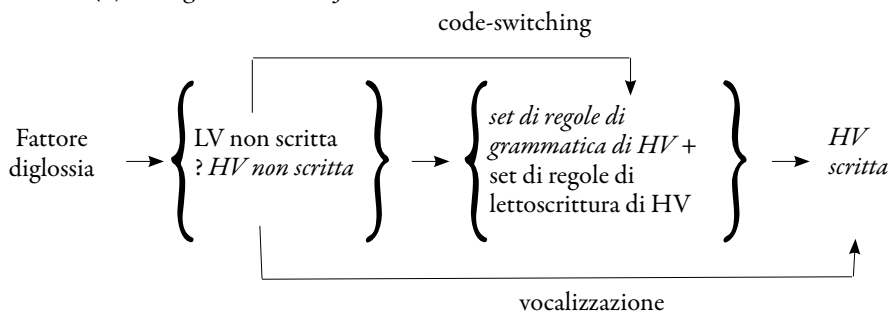 code-switching
Fattore
diglossia
LV non scritta
? HV non scritta
set di regole di
grammatica di HV +
set di regole di
lettoscrittura di HV
HV
scritta
vocalizzazione